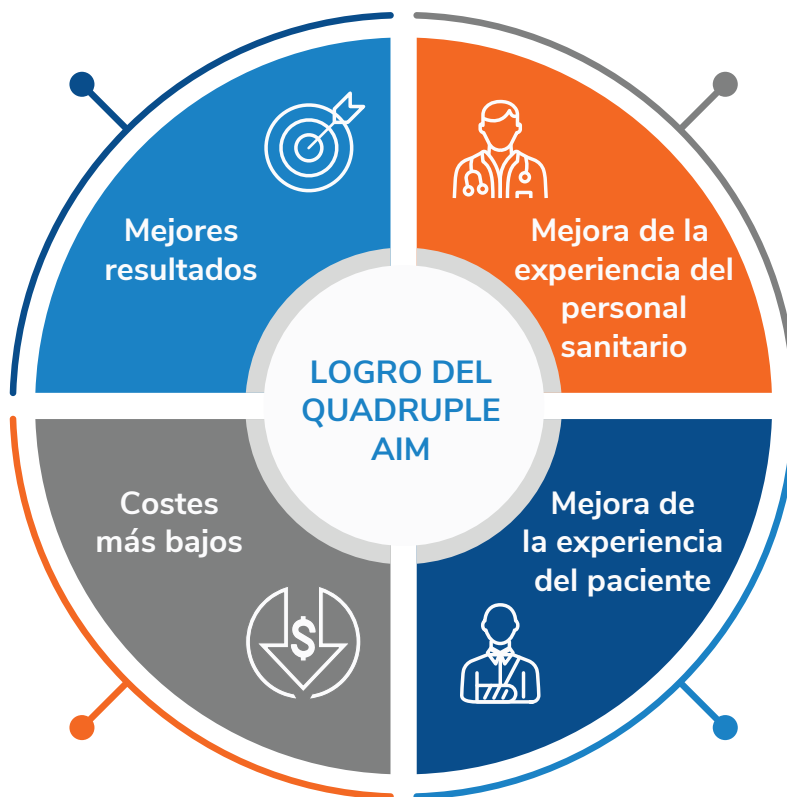 Mejores
resultados
Mejora de la
experiencia del
personal
sanitario
LOGRO DEL
QUADRUPLE
AIM
Costes
más bajos
$
Mejora de
la experiencia
del paciente